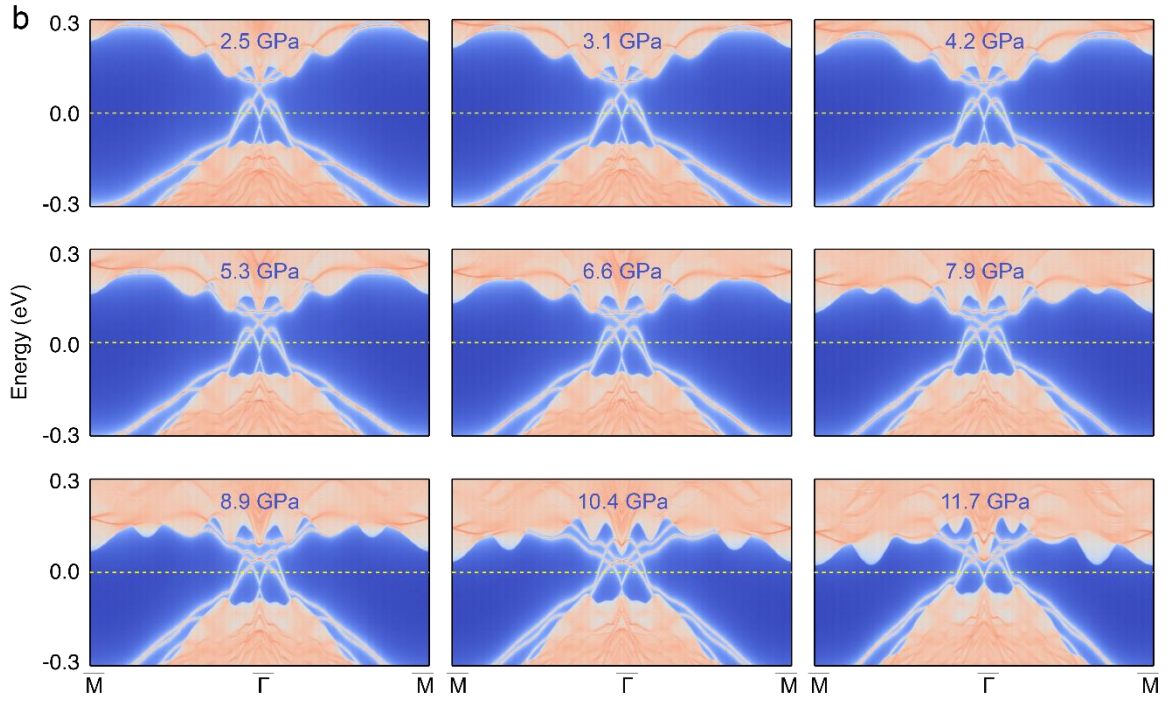 b
0.3
0.0
-0.3
2.5 GPa
3.1 GPa
4.2 GPa
Energy (eV)
0.3
0.0
-0.3
5.3 GPa
6.6 GPa
7.9 GPa
0.3
0.0
-0.3
8.9 GPa
10.4 GPa
11.7 GPa
M̅ Γ̅ M̅ M̅ Γ̅ M̅ M̅ Γ̅ M̅